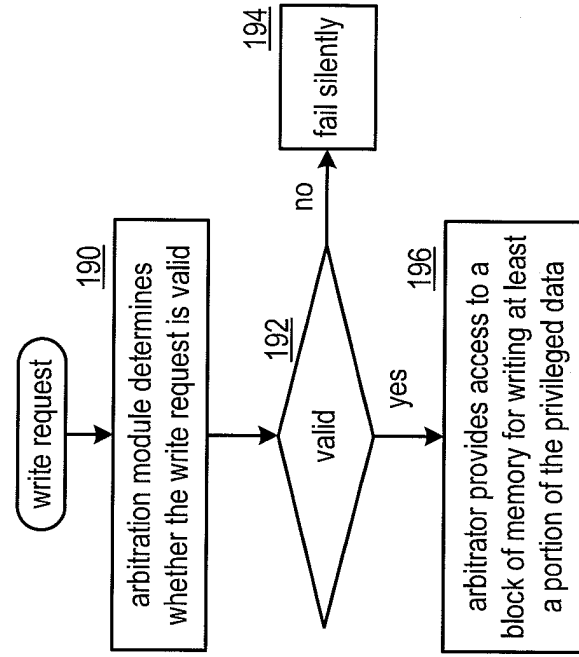 write request
190
arbitration module determines
whether the write request is valid
192
valid
no
194
fail silently
yes
196
arbitrator provides access to a
block of memory for writing at least
a portion of the privileged data